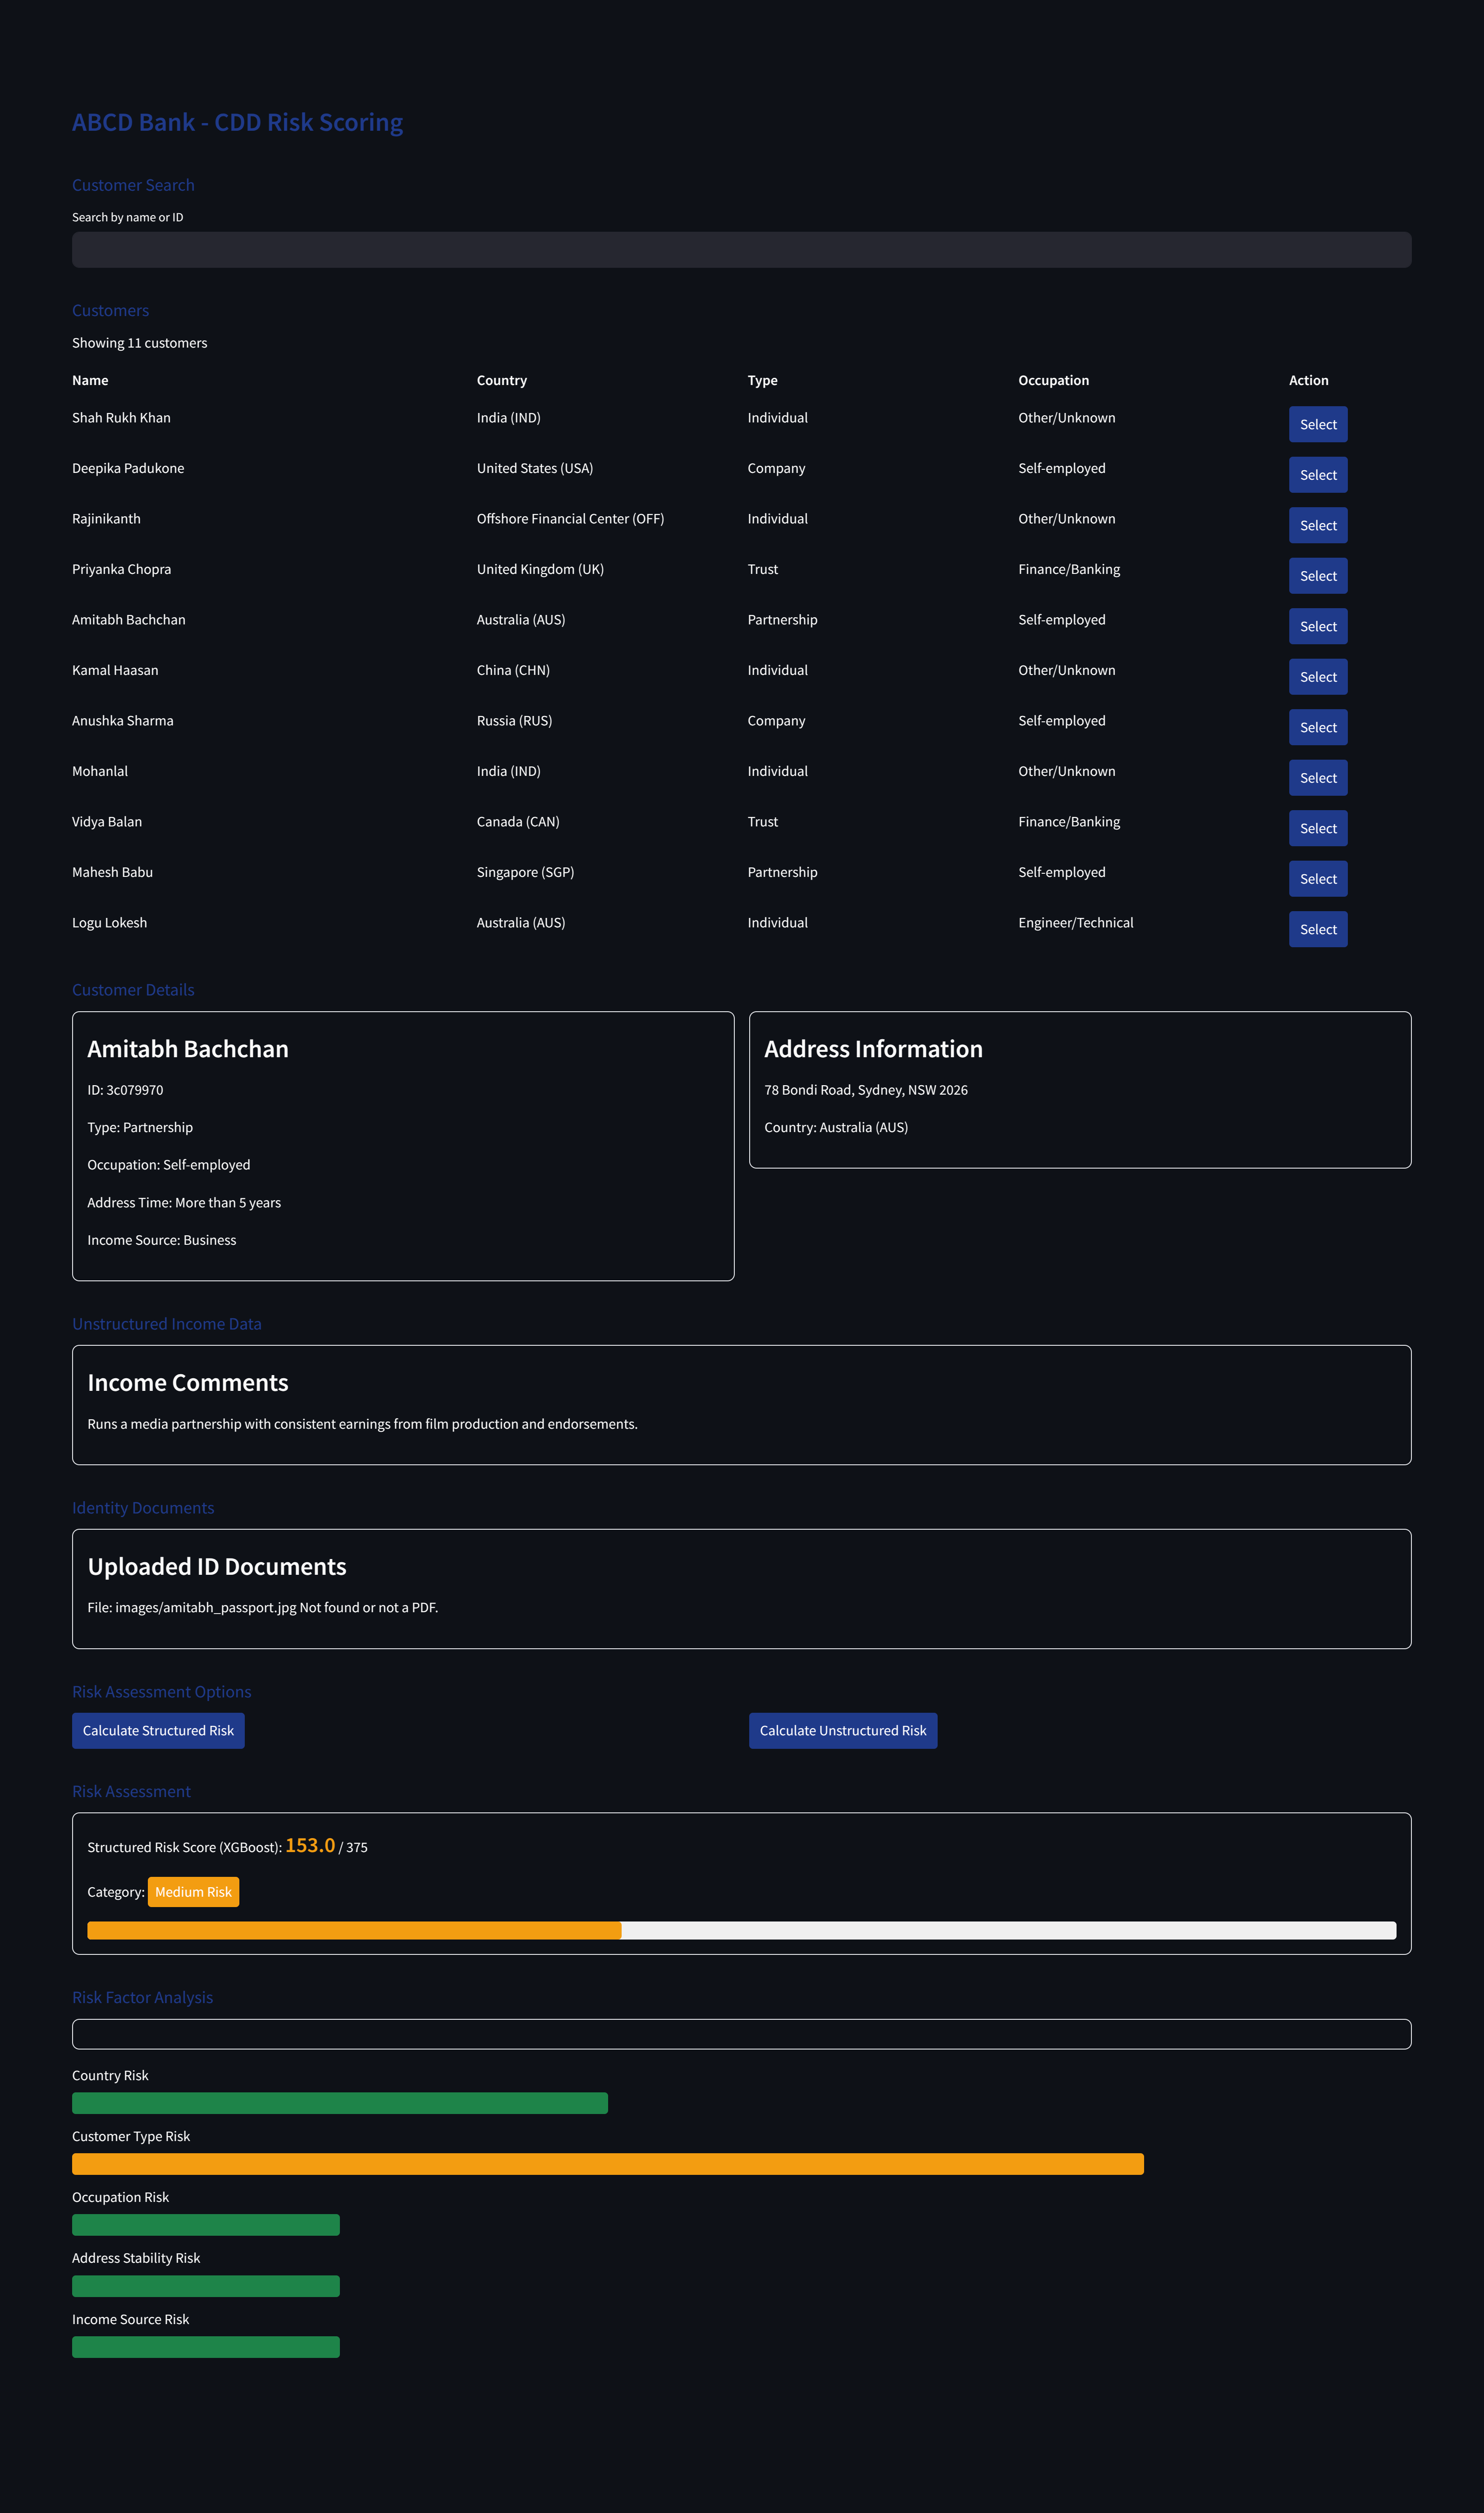 ABCD Bank - CDD Risk Scoring
Customer Search
Search by name or ID
Customers
Showing 11 customers
Name Country Type Occupation Action
Shah Rukh Khan India (IND) Individual Other/Unknown Select
Deepika Padukone United States (USA) Company Self-employed Select
Rajinikanth Offshore Financial Center (OFF) Individual Other/Unknown Select
Priyanka Chopra United Kingdom (UK) Trust Finance/Banking Select
Amitabh Bachchan Australia (AUS) Partnership Self-employed Select
Kamal Haasan China (CHN) Individual Other/Unknown Select
Anushka Sharma Russia (RUS) Company Self-employed Select
Mohanlal India (IND) Individual Other/Unknown Select
Vidya Balan Canada (CAN) Trust Finance/Banking Select
Mahesh Babu Singapore (SGP) Partnership Self-employed Select
Logu Lokesh Australia (AUS) Individual Engineer/Technical Select
Customer Details
Amitabh Bachchan
ID: 3c079970
Type: Partnership
Occupation: Self-employed
Address Time: More than 5 years
Income Source: Business
Address Information
78 Bondi Road, Sydney, NSW 2026
Country: Australia (AUS)
Unstructured Income Data
Income Comments
Runs a media partnership with consistent earnings from film production and endorsements.
Identity Documents
Uploaded ID Documents
File: images/amitabh_passport.jpg Not found or not a PDF.
Risk Assessment Options
Calculate Structured Risk Calculate Unstructured Risk
Risk Assessment
Structured Risk Score (XGBoost): 153.0 / 375
Category: Medium Risk
Risk Factor Analysis
Country Risk
Customer Type Risk
Occupation Risk
Address Stability Risk
Income Source Risk